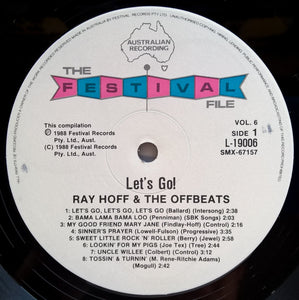 AUSTRALIAN
RECORDING
THE
FESTIVAL
FILE
This compilation
℗ 1988 Festival Records
Pty. Ltd., Aust.
(C) 1988 Festival Records
Pty. Ltd., Aust.
VOL. 6
SIDE 1
L-19006
SMX-67157
Let's Go!
RAY HOFF & THE OFFBEATS
1: LET'S GO, LET'S GO, LET'S GO (Ballard) (Intersong) 2:38
2: BAMA LAMA BAMA LOO (Penniman) (SBK Songs) 2:30
3: MY GOOD FRIEND MARY JANE (Findlay-Hoff) (Control) 2:16
4: SINNER'S PRAYER (Lowell-Fulson) (Progressive) 3:35
5: SWEET LITTLE ROCK 'N' ROLLER (Berry) (Jewel) 2:30
6: LOOKIN' FOR MY PIGS (Joe Tex) (Tree) 2:30
7: UNCLE WILLEE (Colbert) (Control) 3:00
8: TOSSIN' & TURNIN' (M. Rene-Ritchie Adams)
(Mogull) 2:42